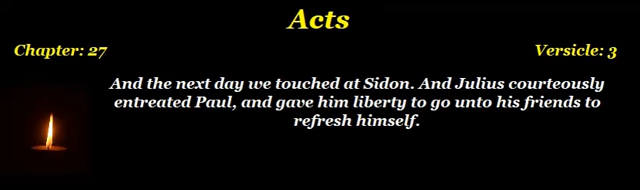 Acts
Chapter: 27
Versicle: 3
And the next day we touched at Sidon. And Julius courteously
entreated Paul, and gave him liberty to go unto his friends to
refresh himself.